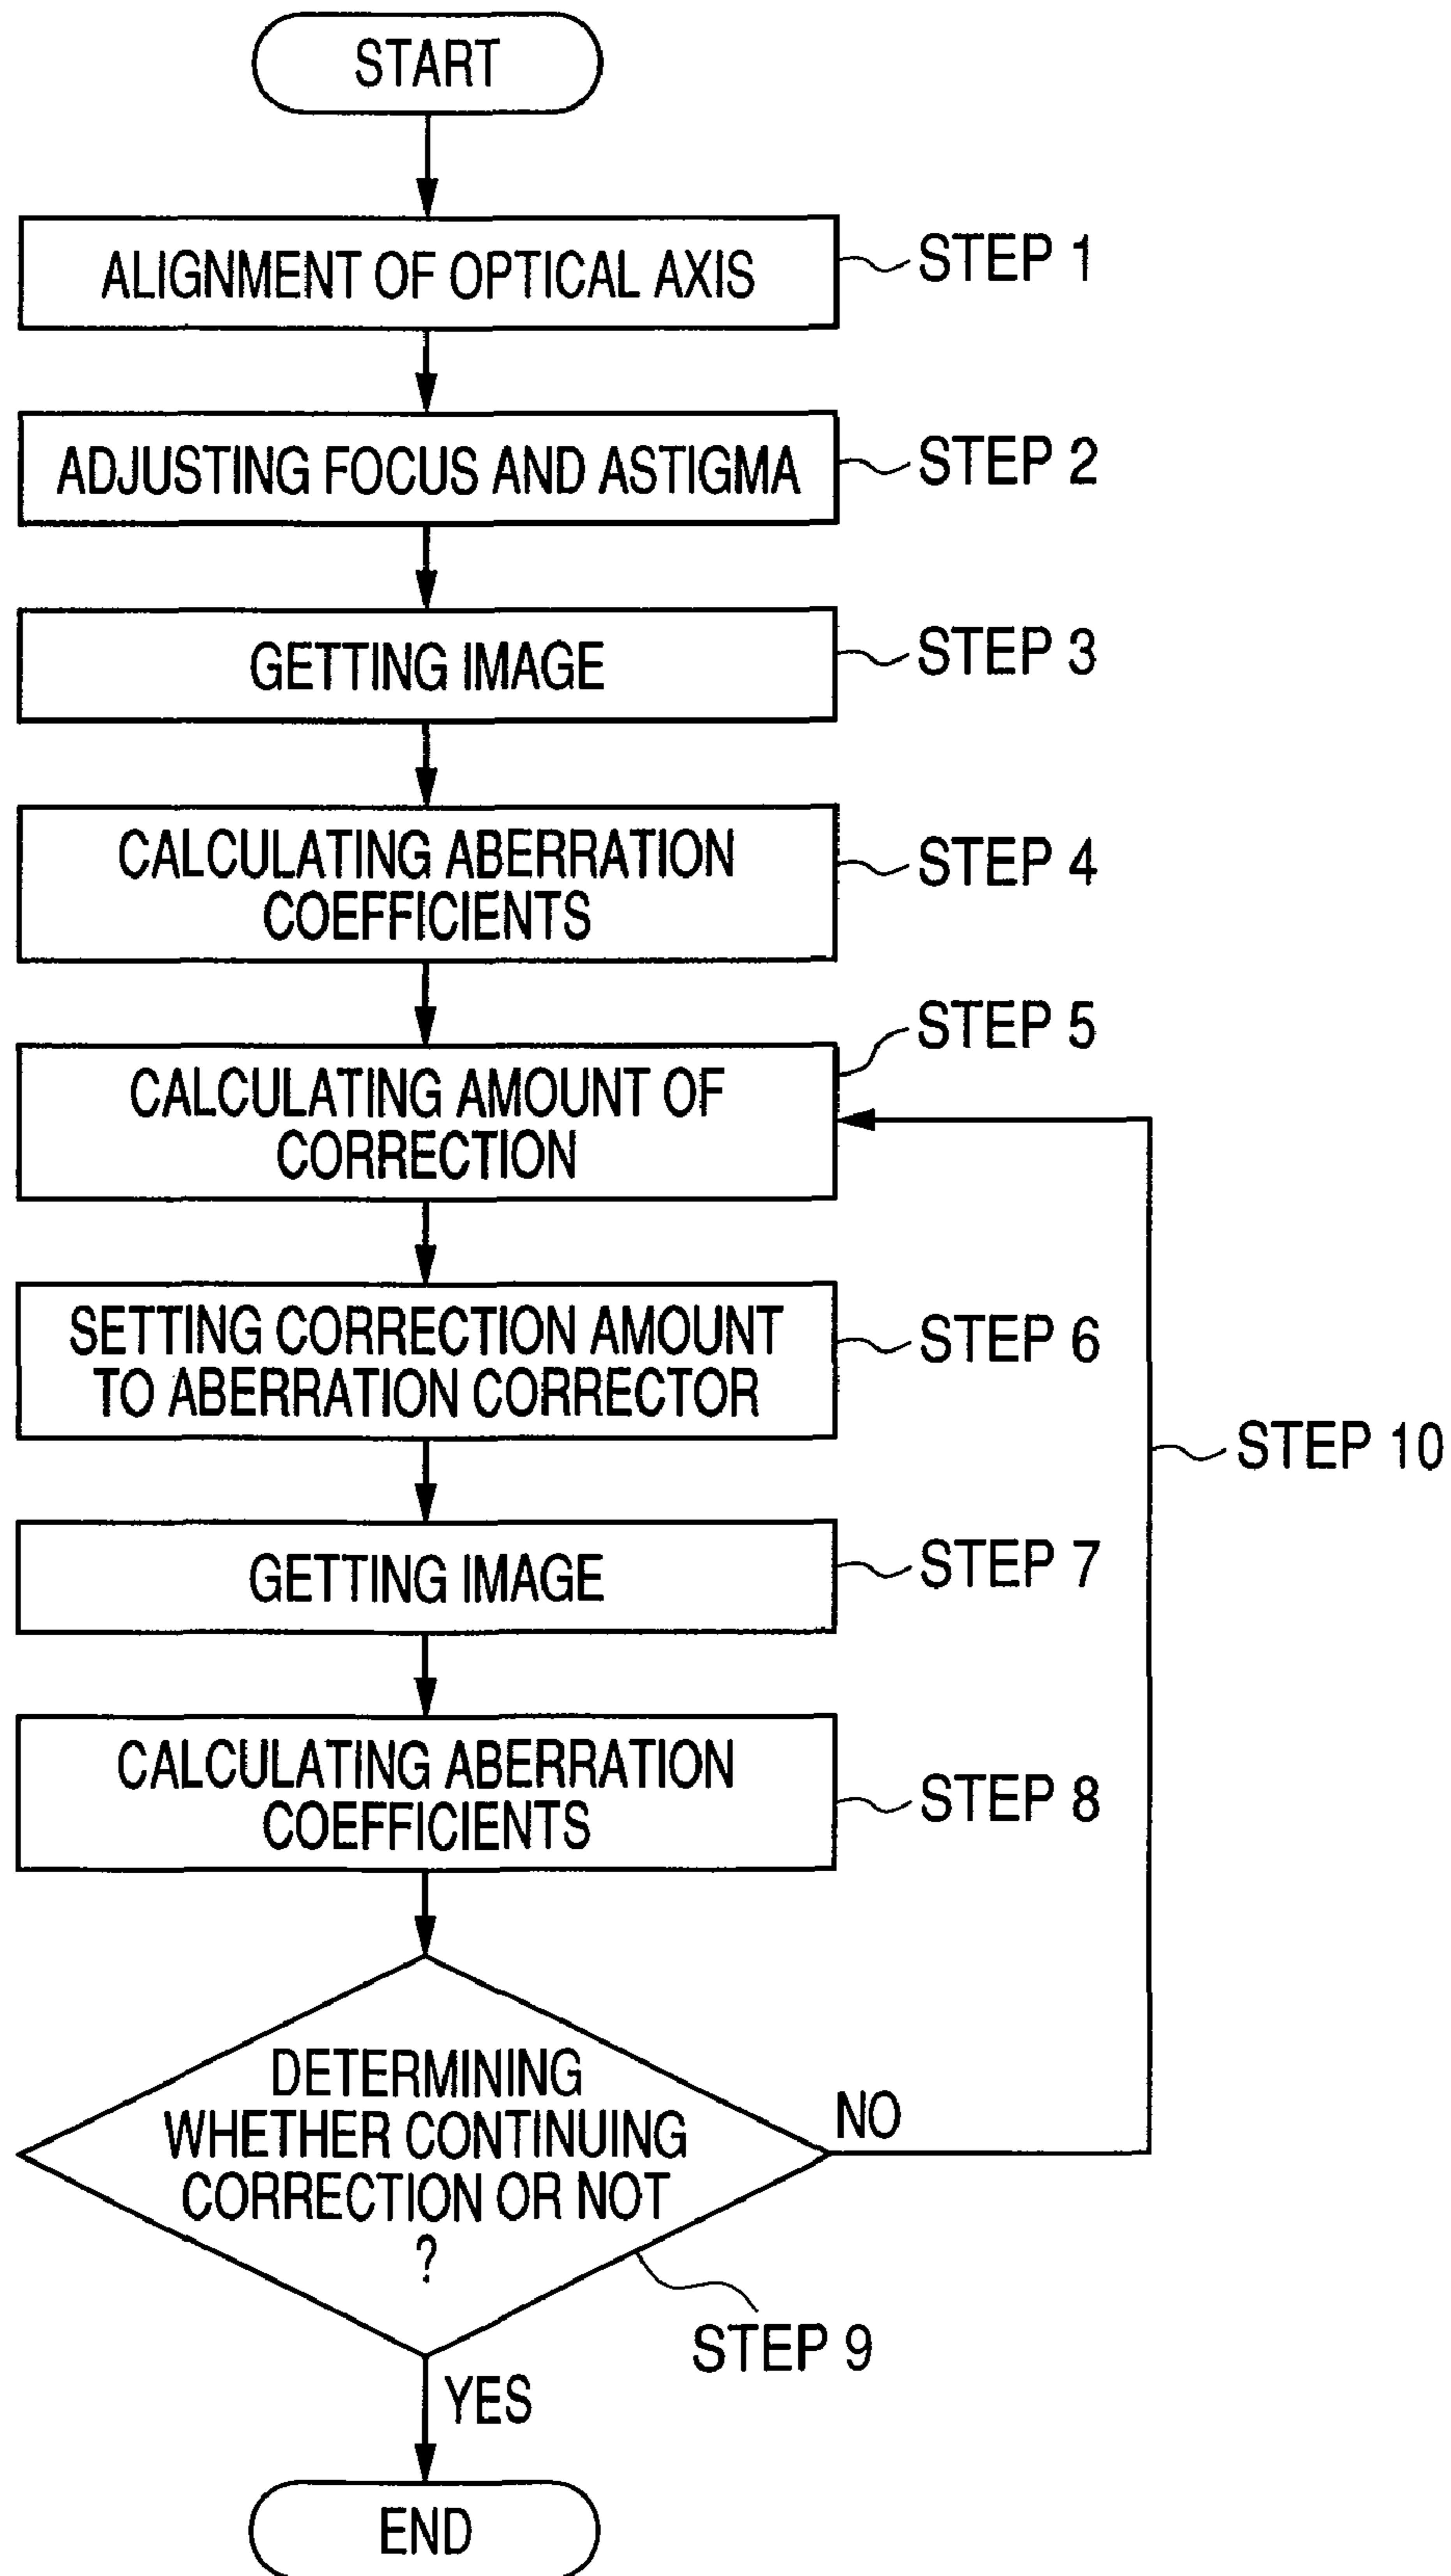 START
ALIGNMENT OF OPTICAL AXIS
STEP 1
ADJUSTING FOCUS AND ASTIGMA
STEP 2
GETTING IMAGE
STEP 3
CALCULATING ABERRATION
COEFFICIENTS
STEP 4
CALCULATING AMOUNT OF
CORRECTION
STEP 5
SETTING CORRECTION AMOUNT
TO ABERRATION CORRECTOR
STEP 6
STEP 10
GETTING IMAGE
STEP 7
CALCULATING ABERRATION
COEFFICIENTS
STEP 8
DETERMINING
WHETHER CONTINUING
CORRECTION OR NOT
?
NO
STEP 9
YES
END